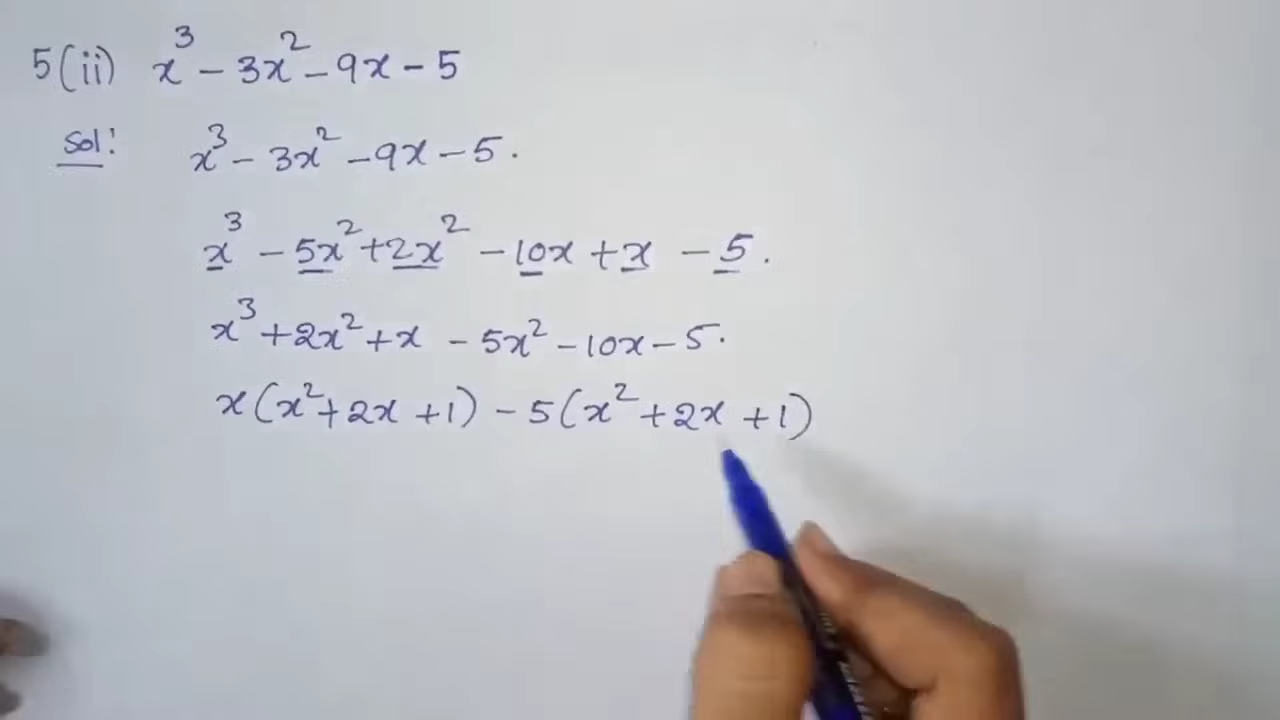 5(ii) x³ - 3x² - 9x - 5
Sol: x³ - 3x² - 9x - 5.
x³ - 5x² + 2x² - 10x + x - 5.
x³ + 2x² + x - 5x² - 10x - 5.
x(x² + 2x + 1) - 5(x² + 2x + 1)